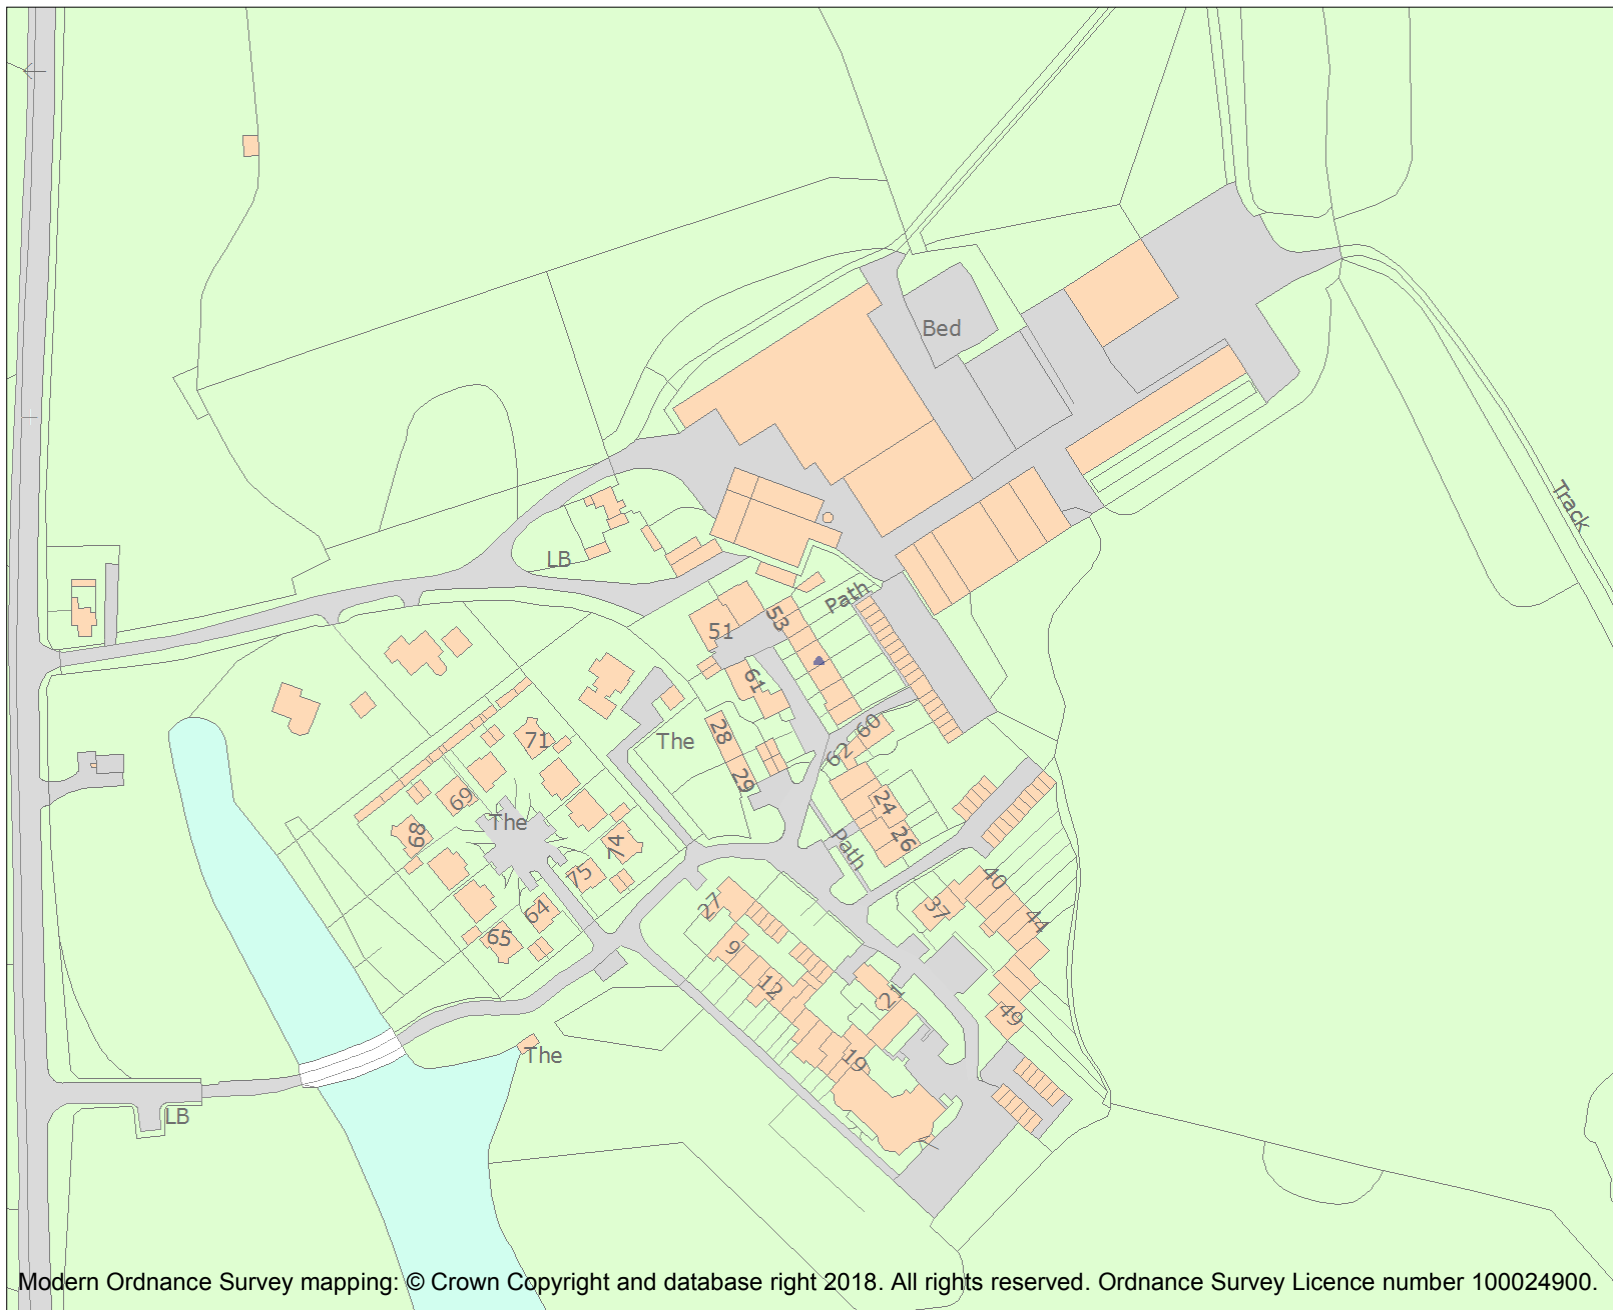 Bed
Track
LB
Path
53
51
61
60
28
The
71
62
29
69
24
The
68
26
74
Path
75
40
27
37
64
44
65
9
12
21
49
The
19
LB
Modern Ordnance Survey mapping: © Crown Copyright and database right 2018. All rights reserved. Ordnance Survey Licence number 100024900.